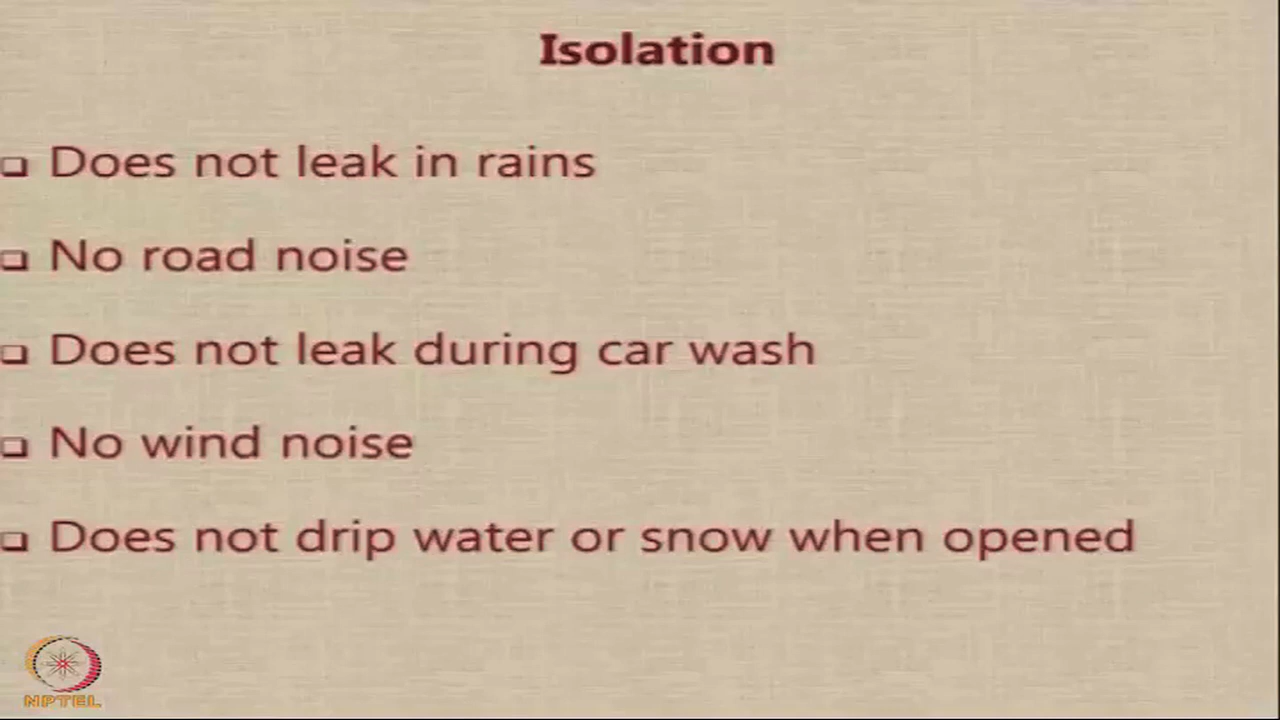 Isolation
Does not leak in rains
No road noise
Does not leak during car wash
No wind noise
Does not drip water or snow when opened
NPTEL